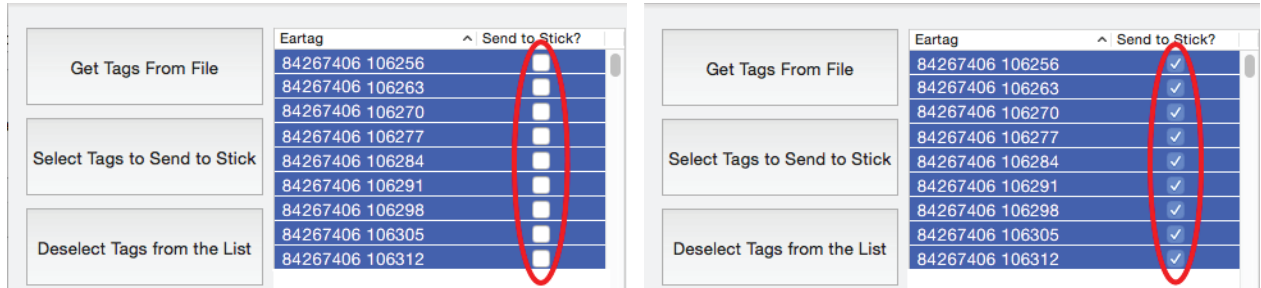 Get Tags From File
Select Tags to Send to Stick
Deselect Tags from the List
Eartag Send to Stick?
84267406 106256
84267406 106263
84267406 106270
84267406 106277
84267406 106284
84267406 106291
84267406 106298
84267406 106305
84267406 106312
Get Tags From File
Select Tags to Send to Stick
Deselect Tags from the List
Eartag Send to Stick?
84267406 106256
84267406 106263
84267406 106270
84267406 106277
84267406 106284
84267406 106291
84267406 106298
84267406 106305
84267406 106312